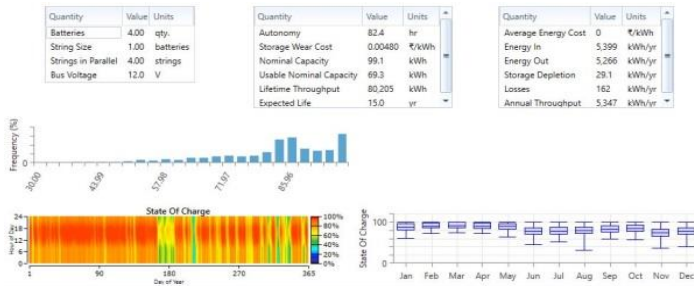 Quantity Value Units
Batteries 4.00 qty.
String Size 1.00 batteries
Strings in Parallel 4.00 strings
Bus Voltage 12.0 V
Quantity Value Units
Autonomy 82.4 hr
Storage Wear Cost 0.00480 ₹/kWh
Nominal Capacity 99.1 kWh
Usable Nominal Capacity 69.3 kWh
Lifetime Throughput 80,205 kWh
Expected Life 15.0 yr
Quantity Value Units
Average Energy Cost 0 ₹/kWh
Energy In 5,399 kWh/yr
Energy Out 5,266 kWh/yr
Storage Depletion 29.1 kWh/yr
Losses 162 kWh/yr
Annual Throughput 5,347 kWh/yr
Frequency (%)
0
30.00 43.99 57.98 71.97 85.96
State Of Charge
Hour of Day
24
18
12
6
0
1 90 180 270 365
Day of Year
100%
80%
60%
40%
20%
0%
State Of Charge
100
0
Jan Feb Mar Apr May Jun Jul Aug Sep Oct Nov Dec